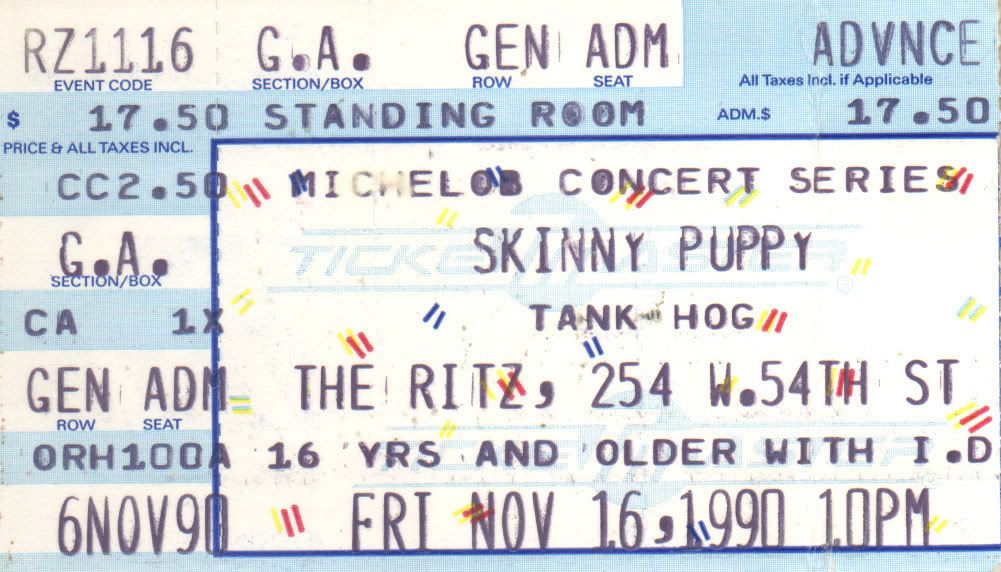 RZ1116 G.A. GEN ADM ADVNCE
EVENT CODE SECTION/BOX ROW SEAT All Taxes Incl. if Applicable
$ 17.50 STANDING ROOM ADM.$ 17.50
PRICE & ALL TAXES INCL.
CC2.50 MICHELOB CONCERT SERIES
G.A. SKINNY PUPPY
SECTION/BOX
TICKETMASTER ®
CA 1X TANK HOG
GEN ADM THE RITZ, 254 W.54TH ST
ROW SEAT
ORH100A 16 YRS AND OLDER WITH I.D
6NOV90 FRI NOV 16,1990 10PM